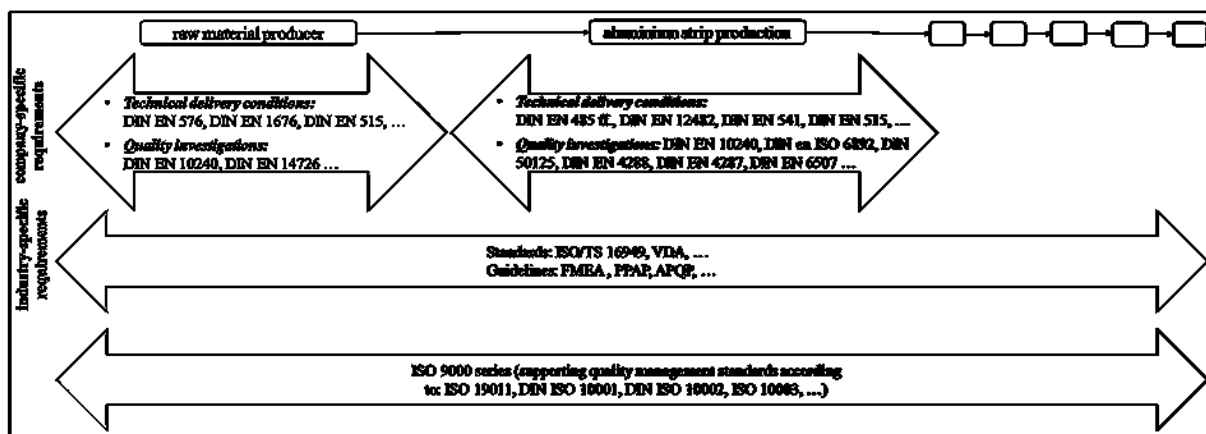 raw material producer
aluminium strip production
company-specific
requirements
• Technical delivery conditions:
DIN EN 576, DIN EN 1676, DIN EN 515, …
• Quality investigations:
DIN EN 10240, DIN EN 14726 …
• Technical delivery conditions:
DIN EN 485 ff., DIN EN 12482, DIN EN 541, DIN EN 515, ….
• Quality investigations: DIN EN 10240, DIN en ISO 6892, DIN
50125, DIN EN 4288, DIN EN 4287, DIN EN 6507 …
industry-specific
requirements
Standards: ISO/TS 16949, VDA, …
Guidelines: FMEA , PPAP, APQP, …
ISO 9000 series (supporting quality management standards according
to: ISO 19011, DIN ISO 10001, DIN ISO 10002, ISO 10003, …)